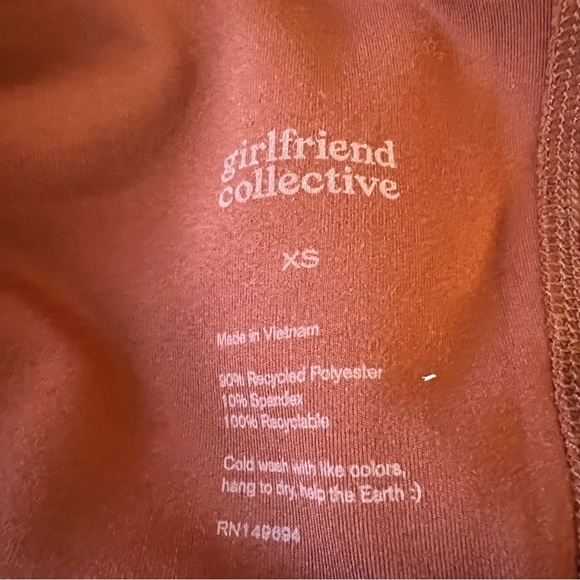 girlfriend
collective
XS
Made in Vietnam
90% Recycled Polyester
10% Spandex
100% Recyclable
Cold wash with like colors,
hang to dry, help the Earth :)
RN149694